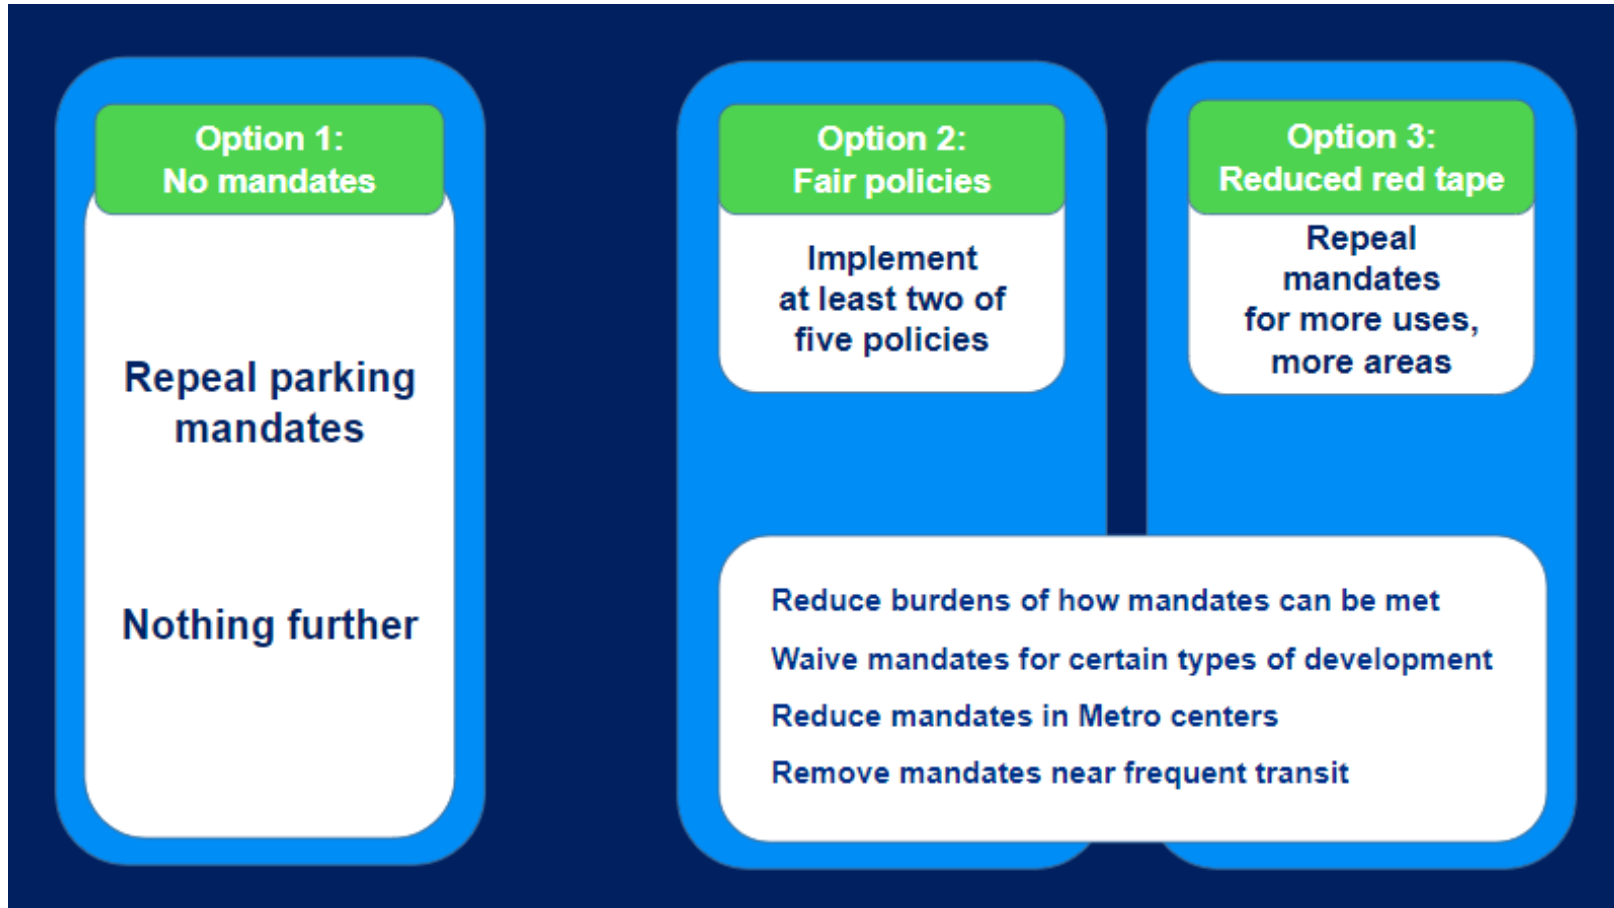 Option 1:
No mandates
Repeal parking
mandates
Nothing further
Option 2:
Fair policies
Implement
at least two of
five policies
Option 3:
Reduced red tape
Repeal
mandates
for more uses,
more areas
Reduce burdens of how mandates can be met
Waive mandates for certain types of development
Reduce mandates in Metro centers
Remove mandates near frequent transit